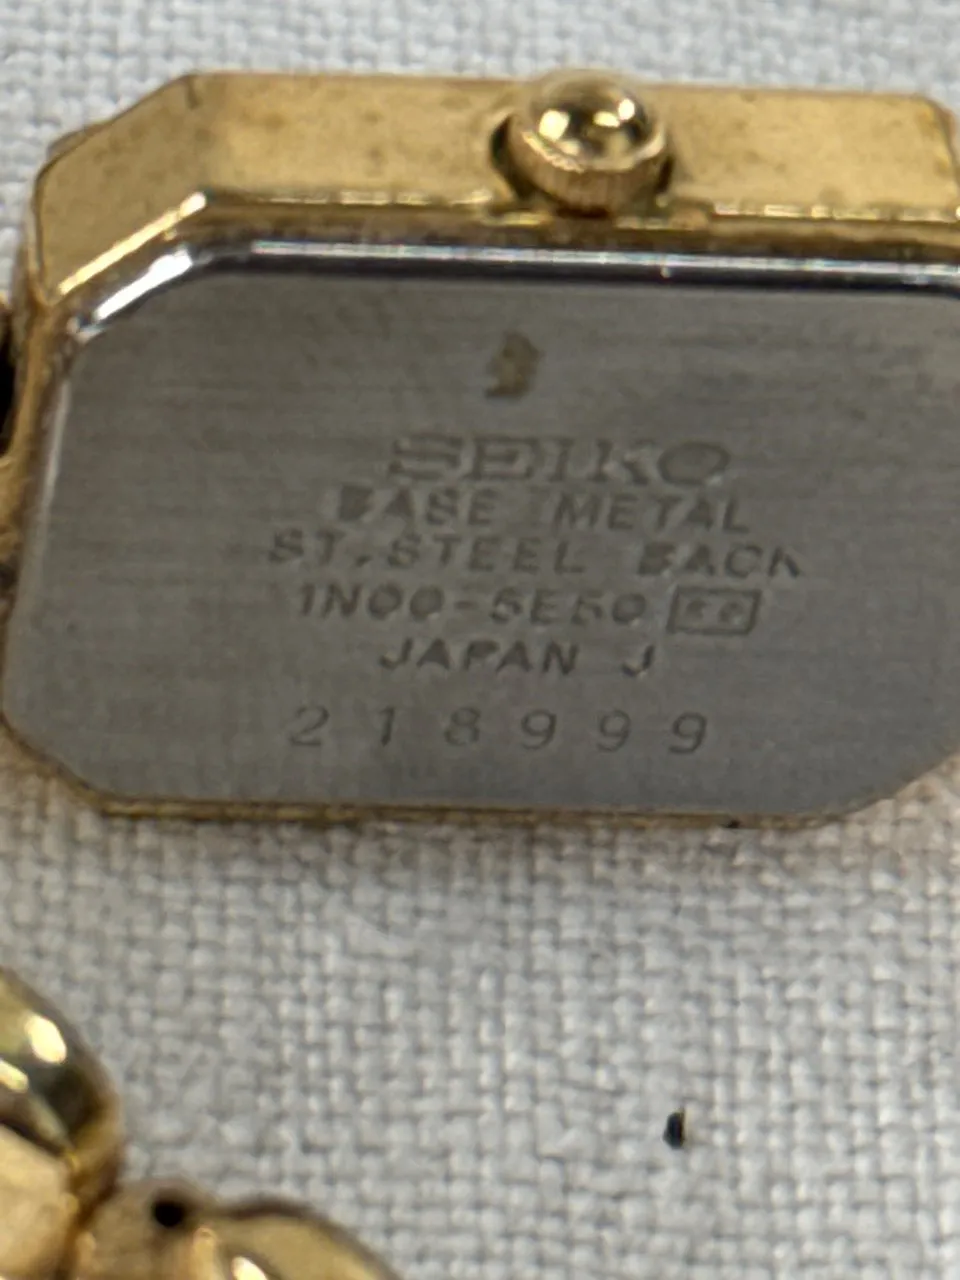 SEIKO
BASE METAL
ST.STEEL BACK
1N00-5E50
JAPAN J
218999